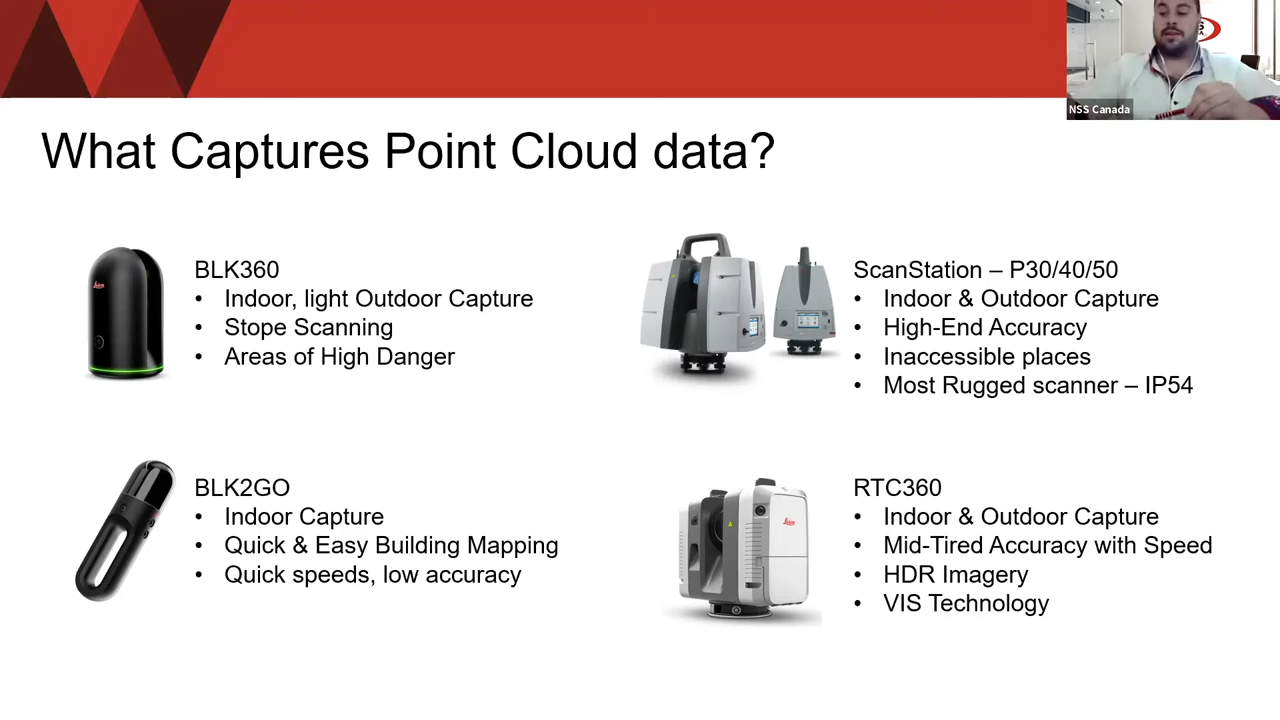 NSS Canada
What Captures Point Cloud data?
BLK360
• Indoor, light Outdoor Capture
• Stope Scanning
• Areas of High Danger
ScanStation – P30/40/50
• Indoor & Outdoor Capture
• High-End Accuracy
• Inaccessible places
• Most Rugged scanner – IP54
BLK2GO
• Indoor Capture
• Quick & Easy Building Mapping
• Quick speeds, low accuracy
RTC360
• Indoor & Outdoor Capture
• Mid-Tired Accuracy with Speed
• HDR Imagery
• VIS Technology
Leica
Leica